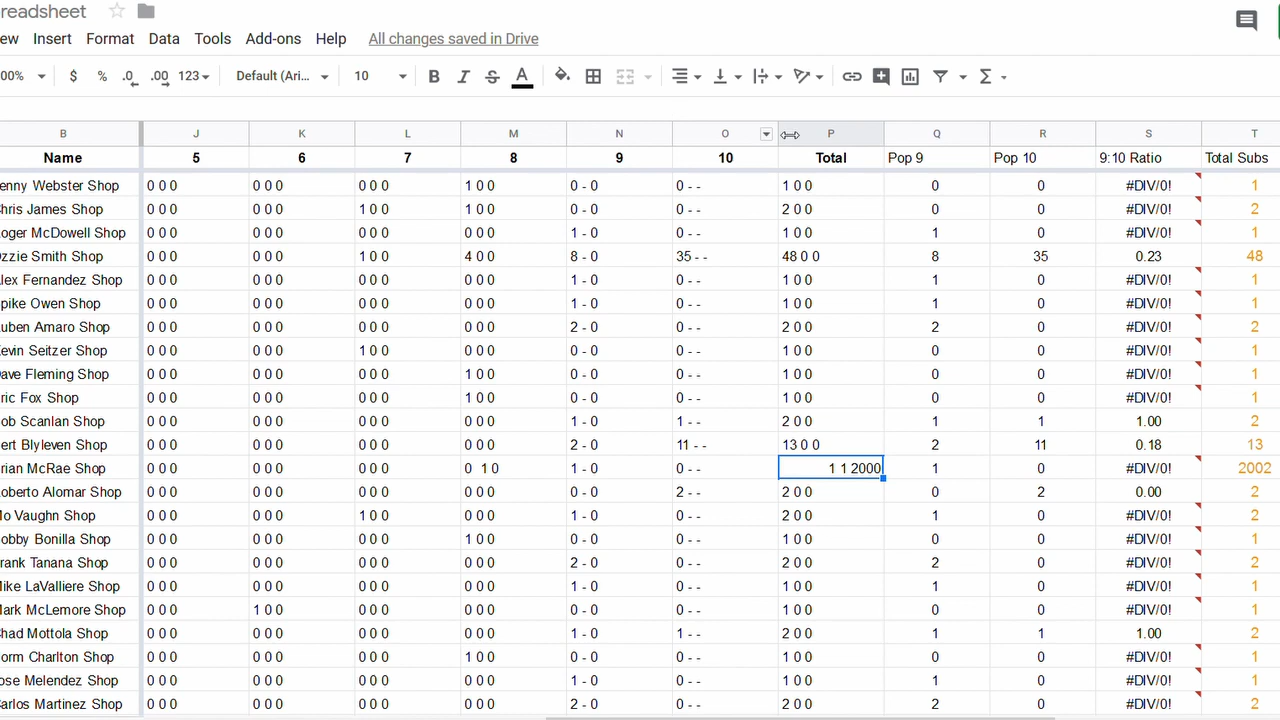 readsheet
ew Insert Format Data Tools Add-ons Help All changes saved in Drive
00% $ % .0 .00 123 Default (Ari... 10 B I S A Σ
B J K L M N O P Q R S T
Name 5 6 7 8 9 10 Total Pop 9 Pop 10 9:10 Ratio Total Subs
enny Webster Shop 0 0 0 0 0 0 0 0 0 1 0 0 0 - 0 0 - - 1 0 0 0 0 #DIV/0! 1
hris James Shop 0 0 0 0 0 0 1 0 0 1 0 0 0 - 0 0 - - 2 0 0 0 0 #DIV/0! 2
oger McDowell Shop 0 0 0 0 0 0 0 0 0 0 0 0 1 - 0 0 - - 1 0 0 1 0 #DIV/0! 1
zzie Smith Shop 0 0 0 0 0 0 1 0 0 4 0 0 8 - 0 35 - - 48 0 0 8 35 0.23 48
lex Fernandez Shop 0 0 0 0 0 0 0 0 0 0 0 0 1 - 0 0 - - 1 0 0 1 0 #DIV/0! 1
pike Owen Shop 0 0 0 0 0 0 0 0 0 0 0 0 1 - 0 0 - - 1 0 0 1 0 #DIV/0! 1
uben Amaro Shop 0 0 0 0 0 0 0 0 0 0 0 0 2 - 0 0 - - 2 0 0 2 0 #DIV/0! 2
evin Seitzer Shop 0 0 0 0 0 0 1 0 0 0 0 0 0 - 0 0 - - 1 0 0 0 0 #DIV/0! 1
ave Fleming Shop 0 0 0 0 0 0 0 0 0 1 0 0 0 - 0 0 - - 1 0 0 0 0 #DIV/0! 1
ric Fox Shop 0 0 0 0 0 0 0 0 0 1 0 0 0 - 0 0 - - 1 0 0 0 0 #DIV/0! 1
ob Scanlan Shop 0 0 0 0 0 0 0 0 0 0 0 0 1 - 0 1 - - 2 0 0 1 1 1.00 2
ert Blyleven Shop 0 0 0 0 0 0 0 0 0 0 0 0 2 - 0 11 - - 13 0 0 2 11 0.18 13
rian McRae Shop 0 0 0 0 0 0 0 0 0 0 1 0 1 - 0 0 - - 1 1 2000 1 0 #DIV/0! 2002
oberto Alomar Shop 0 0 0 0 0 0 0 0 0 0 0 0 0 - 0 2 - - 2 0 0 0 2 0.00 2
o Vaughn Shop 0 0 0 0 0 0 1 0 0 0 0 0 1 - 0 0 - - 2 0 0 1 0 #DIV/0! 2
obby Bonilla Shop 0 0 0 0 0 0 0 0 0 1 0 0 0 - 0 0 - - 1 0 0 0 0 #DIV/0! 1
rank Tanana Shop 0 0 0 0 0 0 0 0 0 0 0 0 2 - 0 0 - - 2 0 0 2 0 #DIV/0! 2
ike LaValliere Shop 0 0 0 0 0 0 0 0 0 0 0 0 1 - 0 0 - - 1 0 0 1 0 #DIV/0! 1
ark McLemore Shop 0 0 0 1 0 0 0 0 0 0 0 0 0 - 0 0 - - 1 0 0 0 0 #DIV/0! 1
had Mottola Shop 0 0 0 0 0 0 0 0 0 0 0 0 1 - 0 1 - - 2 0 0 1 1 1.00 2
orm Charlton Shop 0 0 0 0 0 0 0 0 0 1 0 0 0 - 0 0 - - 1 0 0 0 0 #DIV/0! 1
ose Melendez Shop 0 0 0 0 0 0 0 0 0 0 0 0 1 - 0 0 - - 1 0 0 1 0 #DIV/0! 1
arlos Martinez Shop 0 0 0 0 0 0 0 0 0 0 0 0 2 - 0 0 - - 2 0 0 2 0 #DIV/0! 2